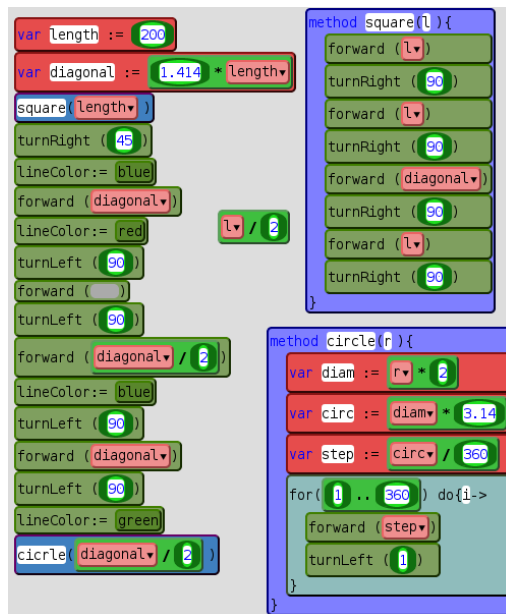 var length := 200
var diagonal := 1.414 * length▾
square(length▾ )
turnRight (45)
lineColor:= blue
forward (diagonal▾)
lineColor:= red
turnLeft (90)
forward ( )
turnLeft (90)
forward (diagonal▾ / 2)
lineColor:= blue
turnLeft (90)
forward (diagonal▾)
turnLeft (90)
lineColor:= green
cicrle(diagonal▾ / 2 )
l▾ / 2
method square(l ){
forward (l▾)
turnRight (90)
forward (l▾)
turnRight (90)
forward (diagonal▾)
turnRight (90)
forward (l▾)
turnRight (90)
}
method circle(r ){
var diam := r▾ * 2
var circ := diam▾ * 3.14
var step := circ▾ / 360
for(1 .. 360) do{i->
forward (step▾)
turnLeft (1)
}
}